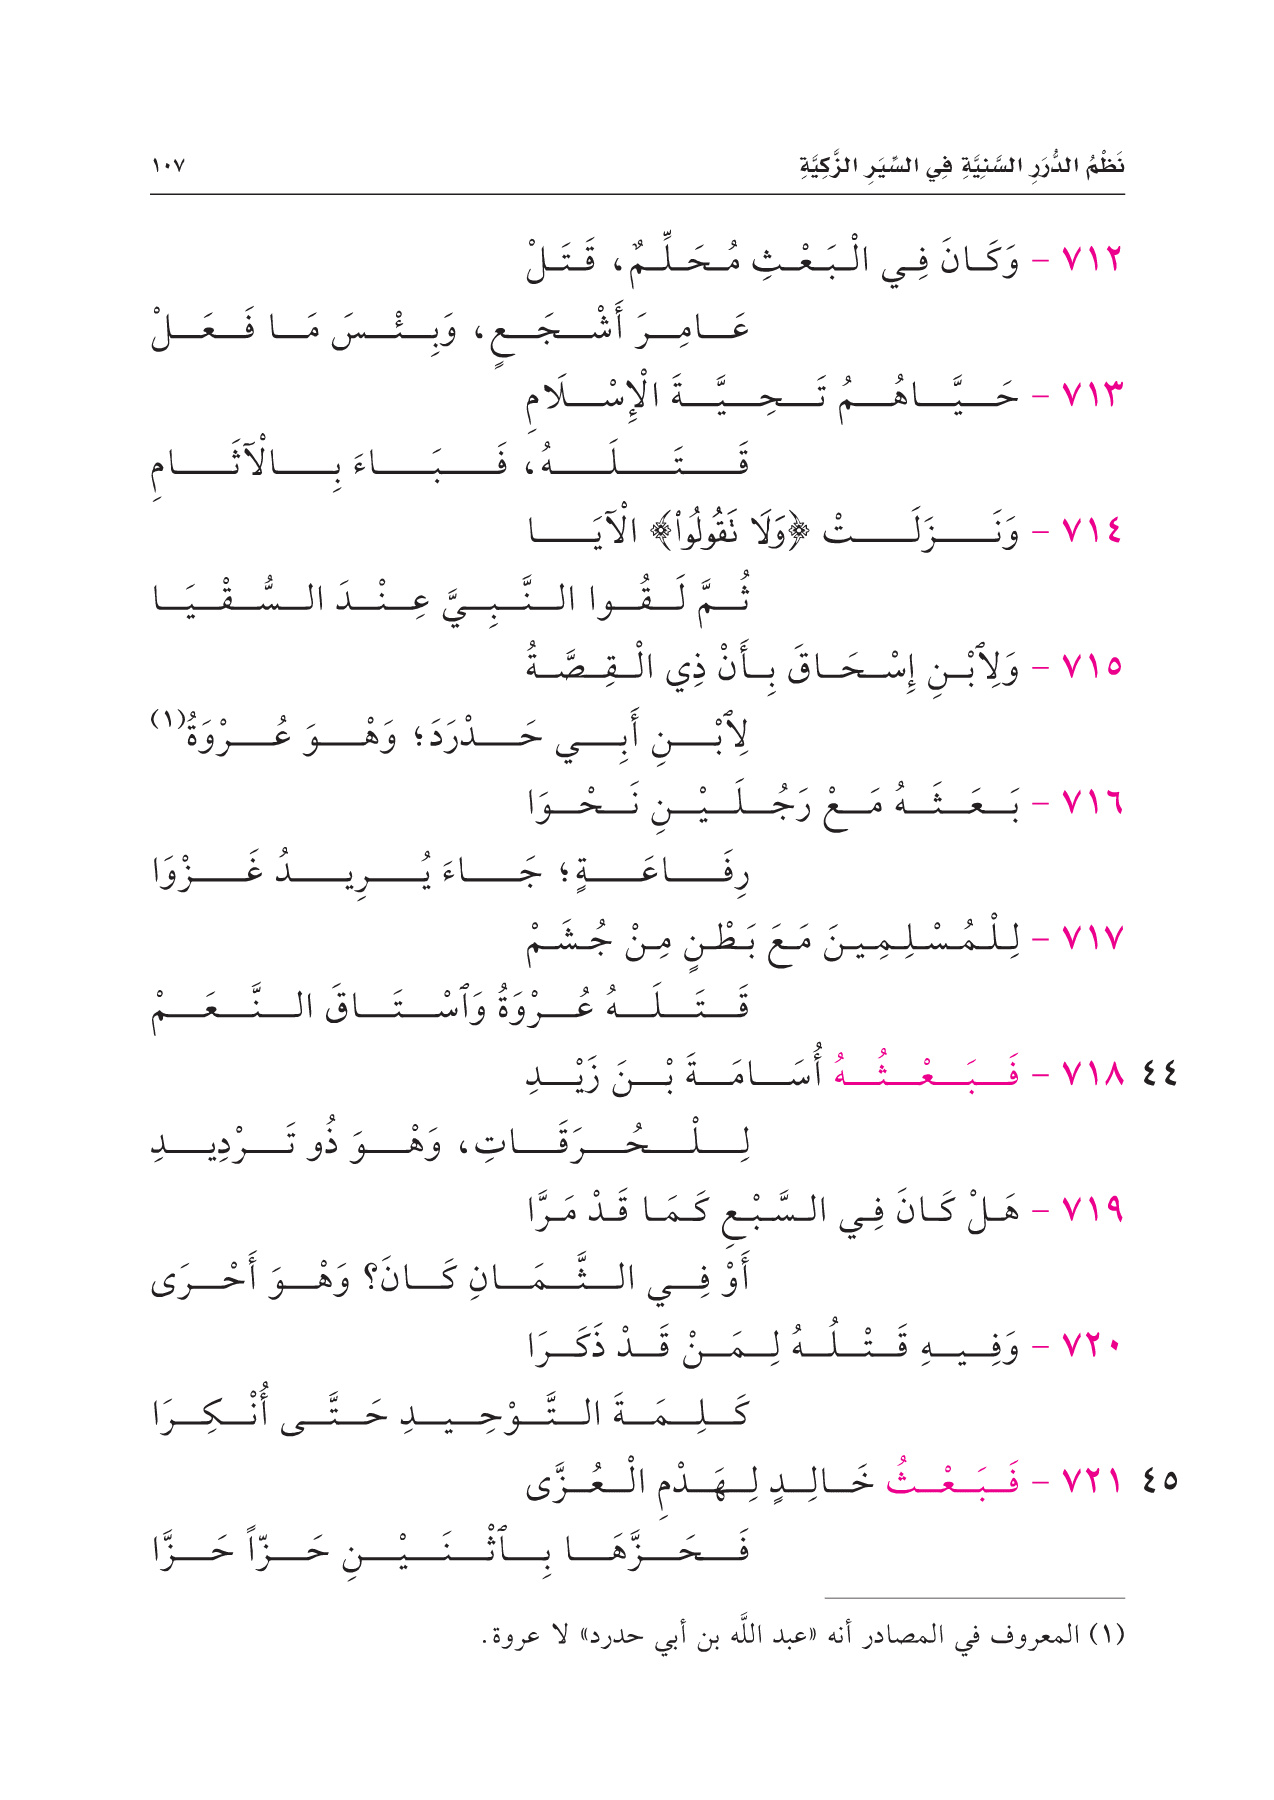 نَظْمُ الدُّرَرِ السَّنِيَّةِ فِي السِّيَرِ الزَّكِيَّةِ ١٠٧
٧١٢ - وَكَانَ فِي الْبَعْثِ مُحَلِّمٌ، قَتَلْ
عَامِرَ أَشْجَعٍ، وَبِئْسَ مَا فَعَلْ
٧١٣ - حَيَّاهُمُ تَحِيَّةَ الْإِسْلَامِ
قَتَلَهُ، فَبَاءَ بِالْآثَامِ
٧١٤ - وَنَزَلَتْ ﴿وَلَا تَقُولُواْ﴾ الْآيَا
ثُمَّ لَقُوا النَّبِيَّ عِنْدَ السُّقْيَا
٧١٥ - وَلِٱبْنِ إِسْحَاقَ بِأَنْ ذِي الْقِصَّةُ
لِٱبْنِ أَبِي حَدْرَدَ؛ وَهْوَ عُرْوَةُ(١)
٧١٦ - بَعَثَهُ مَعْ رَجُلَيْنِ نَحْوَا
رِفَاعَةٍ؛ جَاءَ يُرِيدُ غَزْوَا
٧١٧ - لِلْمُسْلِمِينَ مَعَ بَطْنٍ مِنْ جُشَمْ
قَتَلَهُ عُرْوَةُ وَٱسْتَاقَ النَّعَمْ
٤٤ ٧١٨ - فَبَعْثُهُ أُسَامَةَ بْنَ زَيْدِ
لِلْحُرَقَاتِ، وَهْوَ ذُو تَرْدِيدِ
٧١٩ - هَلْ كَانَ فِي السَّبْعِ كَمَا قَدْ مَرَّا
أَوْ فِي الثَّمَانِ كَانَ؟ وَهْوَ أَحْرَى
٧٢٠ - وَفِيهِ قَتْلُهُ لِمَنْ قَدْ ذَكَرَا
كَلِمَةَ التَّوْحِيدِ حَتَّى أُنْكِرَا
٤٥ ٧٢١ - فَبَعْثُ خَالِدٍ لِهَدْمِ الْعُزَّى
فَحَزَّهَا بِٱثْنَيْنِ حَزّاً حَزَّا
(١) المعروف في المصادر أنه «عبد اللَّه بن أبي حدرد» لا عروة.